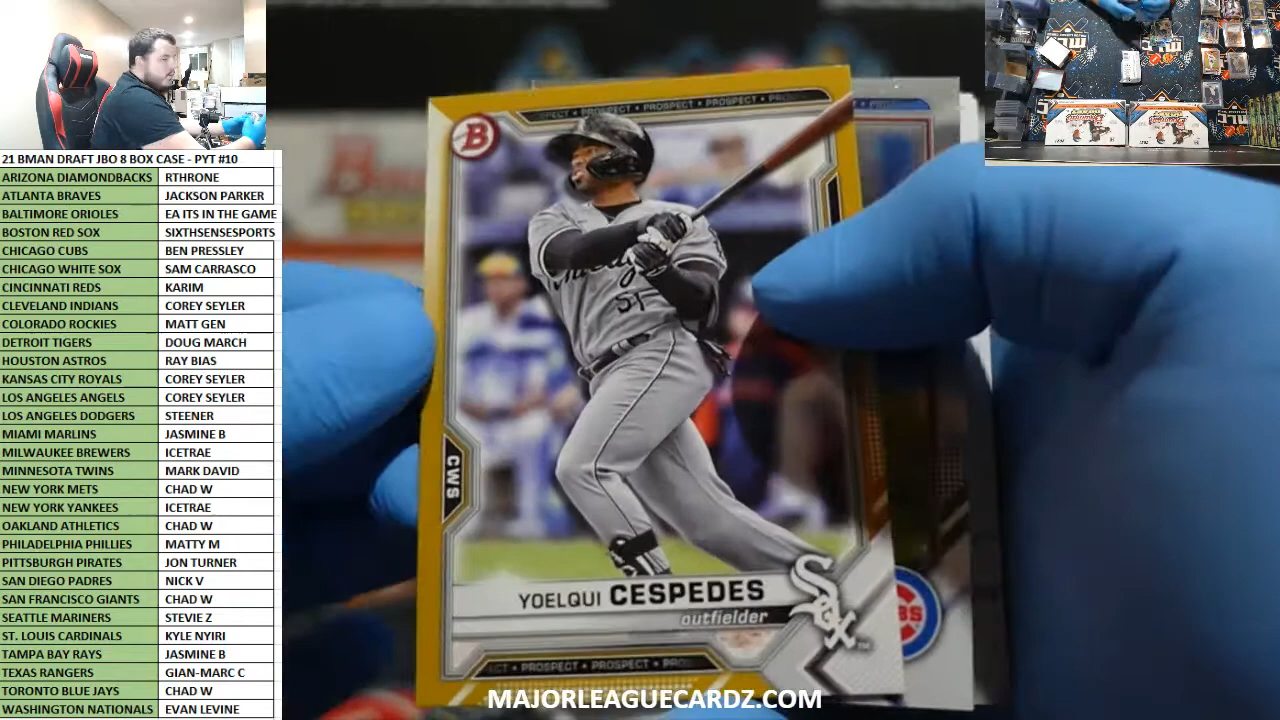 21 BMAN DRAFT JBO 8 BOX CASE - PYT #10
ARIZONA DIAMONDBACKS RTHRONE
ATLANTA BRAVES JACKSON PARKER
BALTIMORE ORIOLES EA ITS IN THE GAME
BOSTON RED SOX SIXTHSENSESPORTS
CHICAGO CUBS BEN PRESSLEY
CHICAGO WHITE SOX SAM CARRASCO
CINCINNATI REDS KARIM
CLEVELAND INDIANS COREY SEYLER
COLORADO ROCKIES MATT GEN
DETROIT TIGERS DOUG MARCH
HOUSTON ASTROS RAY BIAS
KANSAS CITY ROYALS COREY SEYLER
LOS ANGELES ANGELS COREY SEYLER
LOS ANGELES DODGERS STEENER
MIAMI MARLINS JASMINE B
MILWAUKEE BREWERS ICETRAE
MINNESOTA TWINS MARK DAVID
NEW YORK METS CHAD W
NEW YORK YANKEES ICETRAE
OAKLAND ATHLETICS CHAD W
PHILADELPHIA PHILLIES MATTY M
PITTSBURGH PIRATES JON TURNER
SAN DIEGO PADRES NICK V
SAN FRANCISCO GIANTS CHAD W
SEATTLE MARINERS STEVIE Z
ST. LOUIS CARDINALS KYLE NYIRI
TAMPA BAY RAYS JASMINE B
TEXAS RANGERS GIAN-MARC C
TORONTO BLUE JAYS CHAD W
WASHINGTON NATIONALS EVAN LEVINE
PROSPECT • PROSPECT • PROSPECT
B
51
CWS
YOELQUI CESPEDES
outfielder
Sox
PROSPECT • PROSPECT
MAJORLEAGUECARDZ.COM